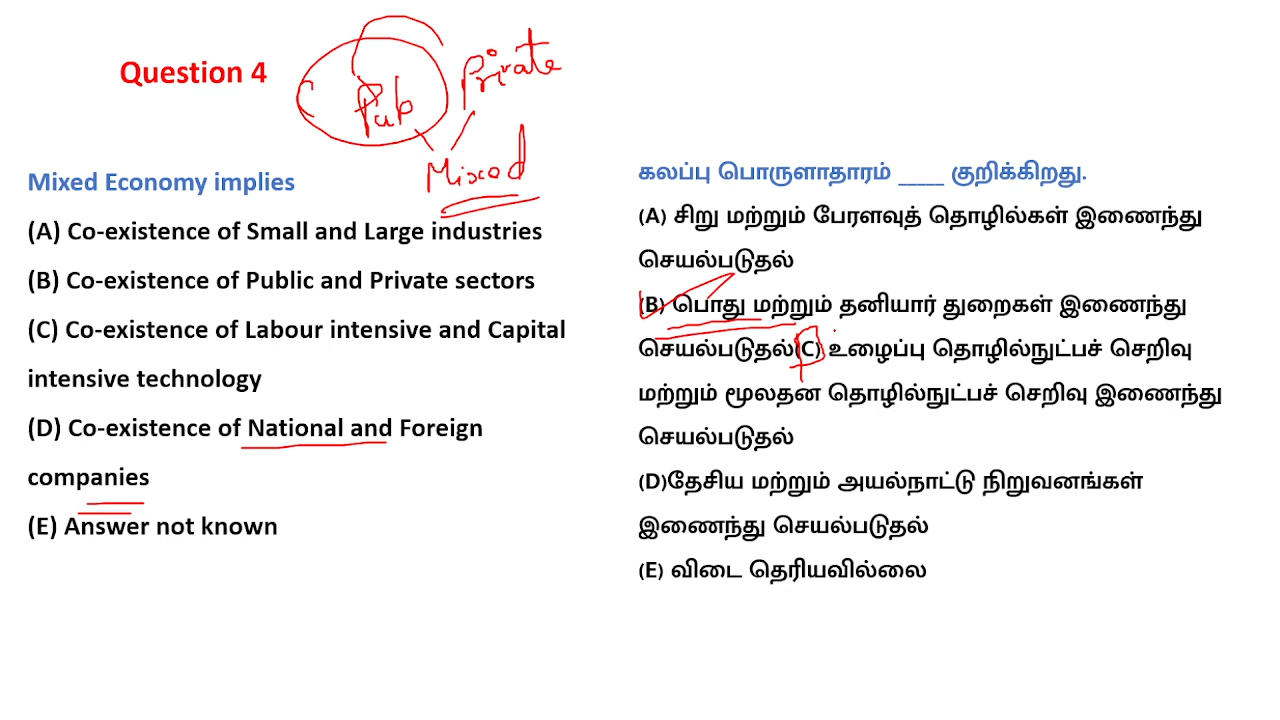 Question 4
Pub
Private
Mixed
Mixed Economy implies
(A) Co-existence of Small and Large industries
(B) Co-existence of Public and Private sectors
(C) Co-existence of Labour intensive and Capital
intensive technology
(D) Co-existence of National and Foreign
companies
(E) Answer not known
கலப்பு பொருளாதாரம் _____ குறிக்கிறது.
(A) சிறு மற்றும் பேரளவுத் தொழில்கள் இணைந்து
செயல்படுதல்
(B) பொது மற்றும் தனியார் துறைகள் இணைந்து
செயல்படுதல்(C) உழைப்பு தொழில்நுட்பச் செறிவு
மற்றும் மூலதன தொழில்நுட்பச் செறிவு இணைந்து
செயல்படுதல்
(D)தேசிய மற்றும் அயல்நாட்டு நிறுவனங்கள்
இணைந்து செயல்படுதல்
(E) விடை தெரியவில்லை